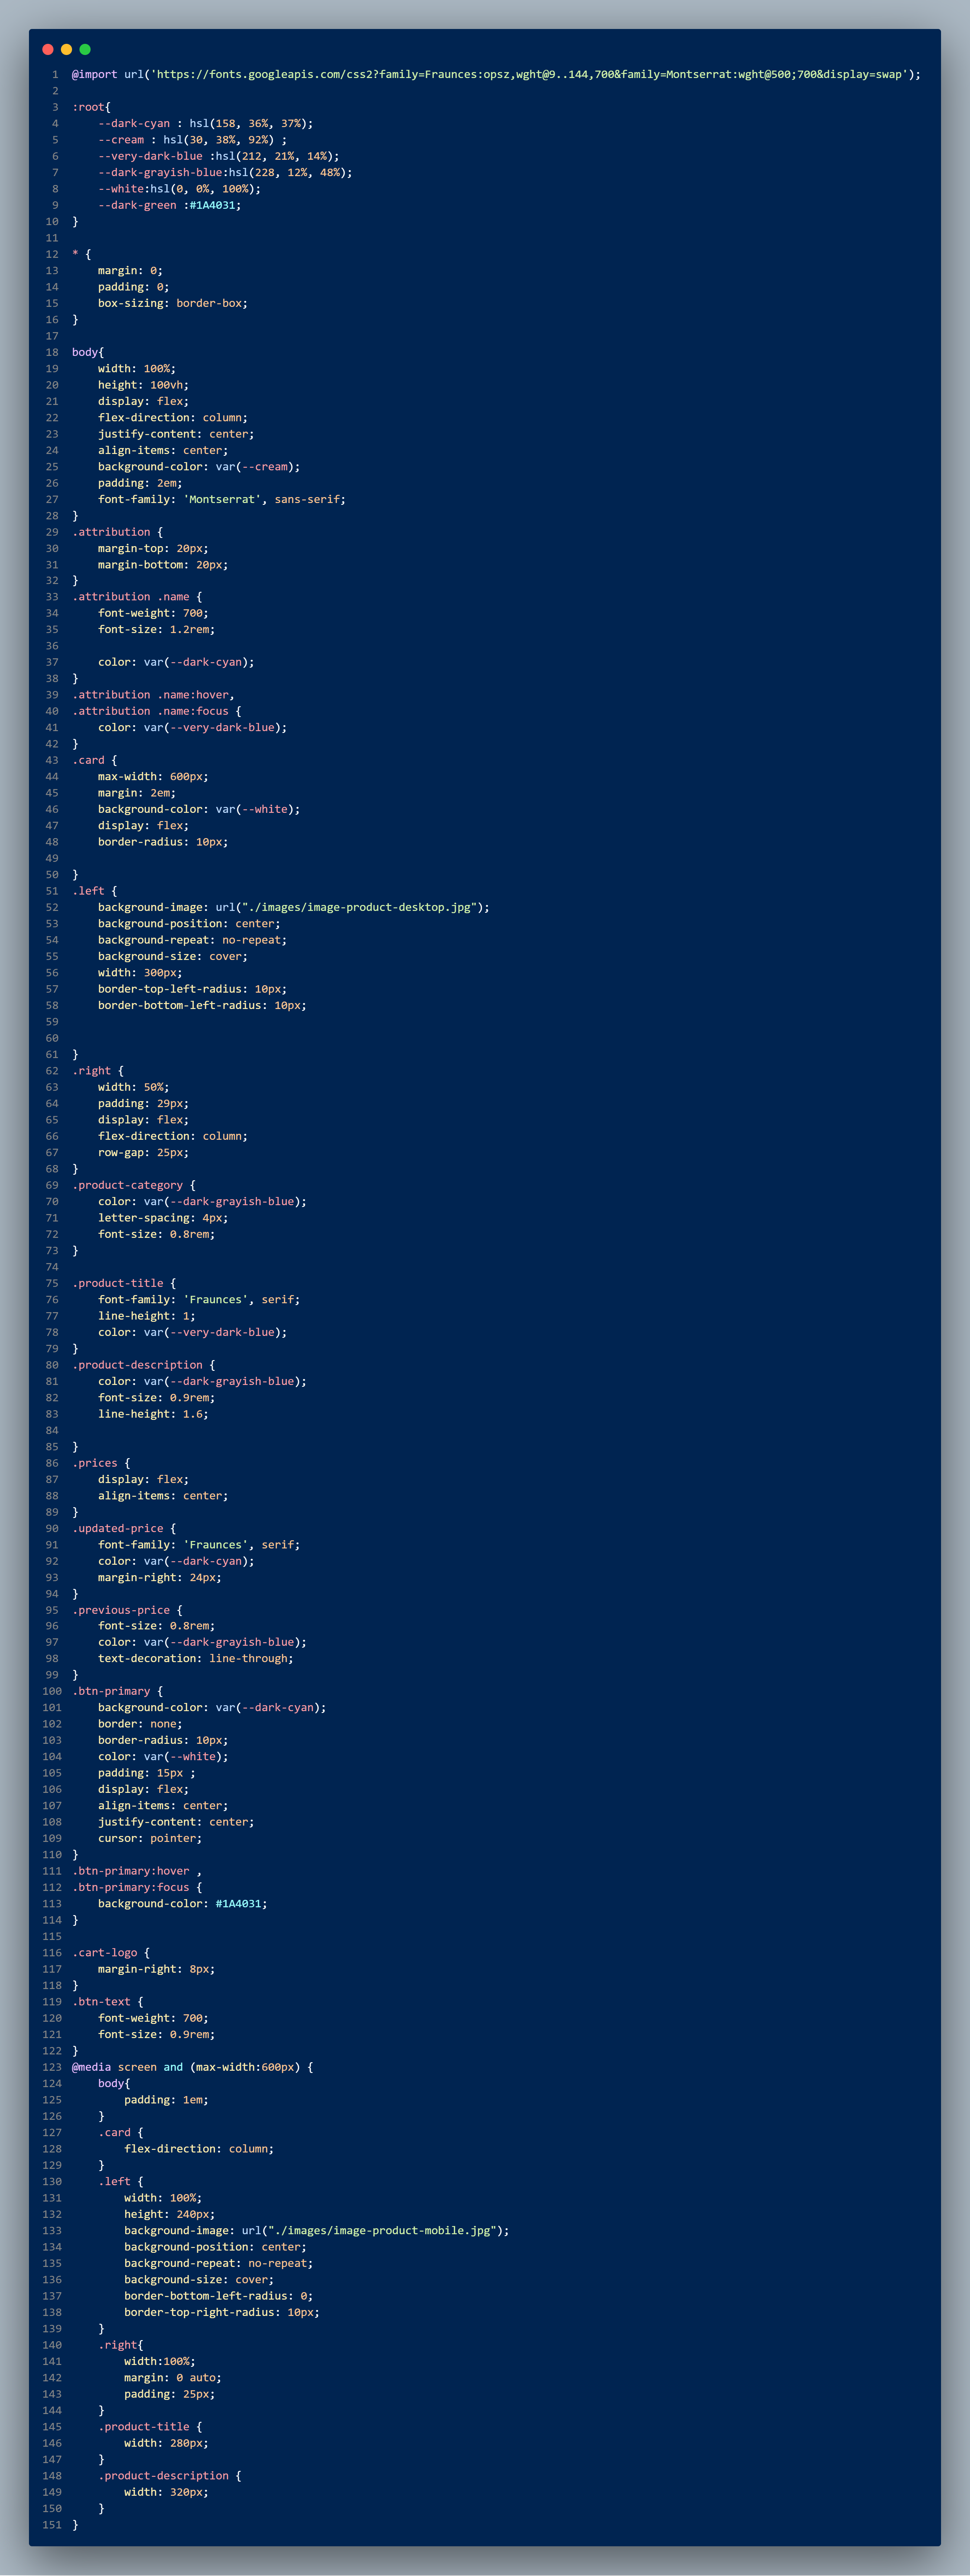 1 @import url('https://fonts.googleapis.com/css2?family=Fraunces:opsz,wght@9..144,700&family=Montserrat:wght@500;700&display=swap');
2
3 :root{
4     --dark-cyan : hsl(158, 36%, 37%);
5     --cream : hsl(30, 38%, 92%) ;
6     --very-dark-blue :hsl(212, 21%, 14%);
7     --dark-grayish-blue:hsl(228, 12%, 48%);
8     --white:hsl(0, 0%, 100%);
9     --dark-green :#1A4031;
10 }
11
12 * {
13     margin: 0;
14     padding: 0;
15     box-sizing: border-box;
16 }
17
18 body{
19     width: 100%;
20     height: 100vh;
21     display: flex;
22     flex-direction: column;
23     justify-content: center;
24     align-items: center;
25     background-color: var(--cream);
26     padding: 2em;
27     font-family: 'Montserrat', sans-serif;
28 }
29 .attribution {
30     margin-top: 20px;
31     margin-bottom: 20px;
32 }
33 .attribution .name {
34     font-weight: 700;
35     font-size: 1.2rem;
36
37     color: var(--dark-cyan);
38 }
39 .attribution .name:hover,
40 .attribution .name:focus {
41     color: var(--very-dark-blue);
42 }
43 .card {
44     max-width: 600px;
45     margin: 2em;
46     background-color: var(--white);
47     display: flex;
48     border-radius: 10px;
49
50 }
51 .left {
52     background-image: url("./images/image-product-desktop.jpg");
53     background-position: center;
54     background-repeat: no-repeat;
55     background-size: cover;
56     width: 300px;
57     border-top-left-radius: 10px;
58     border-bottom-left-radius: 10px;
59
60
61 }
62 .right {
63     width: 50%;
64     padding: 29px;
65     display: flex;
66     flex-direction: column;
67     row-gap: 25px;
68 }
69 .product-category {
70     color: var(--dark-grayish-blue);
71     letter-spacing: 4px;
72     font-size: 0.8rem;
73 }
74
75 .product-title {
76     font-family: 'Fraunces', serif;
77     line-height: 1;
78     color: var(--very-dark-blue);
79 }
80 .product-description {
81     color: var(--dark-grayish-blue);
82     font-size: 0.9rem;
83     line-height: 1.6;
84
85 }
86 .prices {
87     display: flex;
88     align-items: center;
89 }
90 .updated-price {
91     font-family: 'Fraunces', serif;
92     color: var(--dark-cyan);
93     margin-right: 24px;
94 }
95 .previous-price {
96     font-size: 0.8rem;
97     color: var(--dark-grayish-blue);
98     text-decoration: line-through;
99 }
100 .btn-primary {
101     background-color: var(--dark-cyan);
102     border: none;
103     border-radius: 10px;
104     color: var(--white);
105     padding: 15px ;
106     display: flex;
107     align-items: center;
108     justify-content: center;
109     cursor: pointer;
110 }
111 .btn-primary:hover ,
112 .btn-primary:focus {
113     background-color: #1A4031;
114 }
115
116 .cart-logo {
117     margin-right: 8px;
118 }
119 .btn-text {
120     font-weight: 700;
121     font-size: 0.9rem;
122 }
123 @media screen and (max-width:600px) {
124     body{
125         padding: 1em;
126     }
127     .card {
128         flex-direction: column;
129     }
130     .left {
131         width: 100%;
132         height: 240px;
133         background-image: url("./images/image-product-mobile.jpg");
134         background-position: center;
135         background-repeat: no-repeat;
136         background-size: cover;
137         border-bottom-left-radius: 0;
138         border-top-right-radius: 10px;
139     }
140     .right{
141         width:100%;
142         margin: 0 auto;
143         padding: 25px;
144     }
145     .product-title {
146         width: 280px;
147     }
148     .product-description {
149         width: 320px;
150     }
151 }